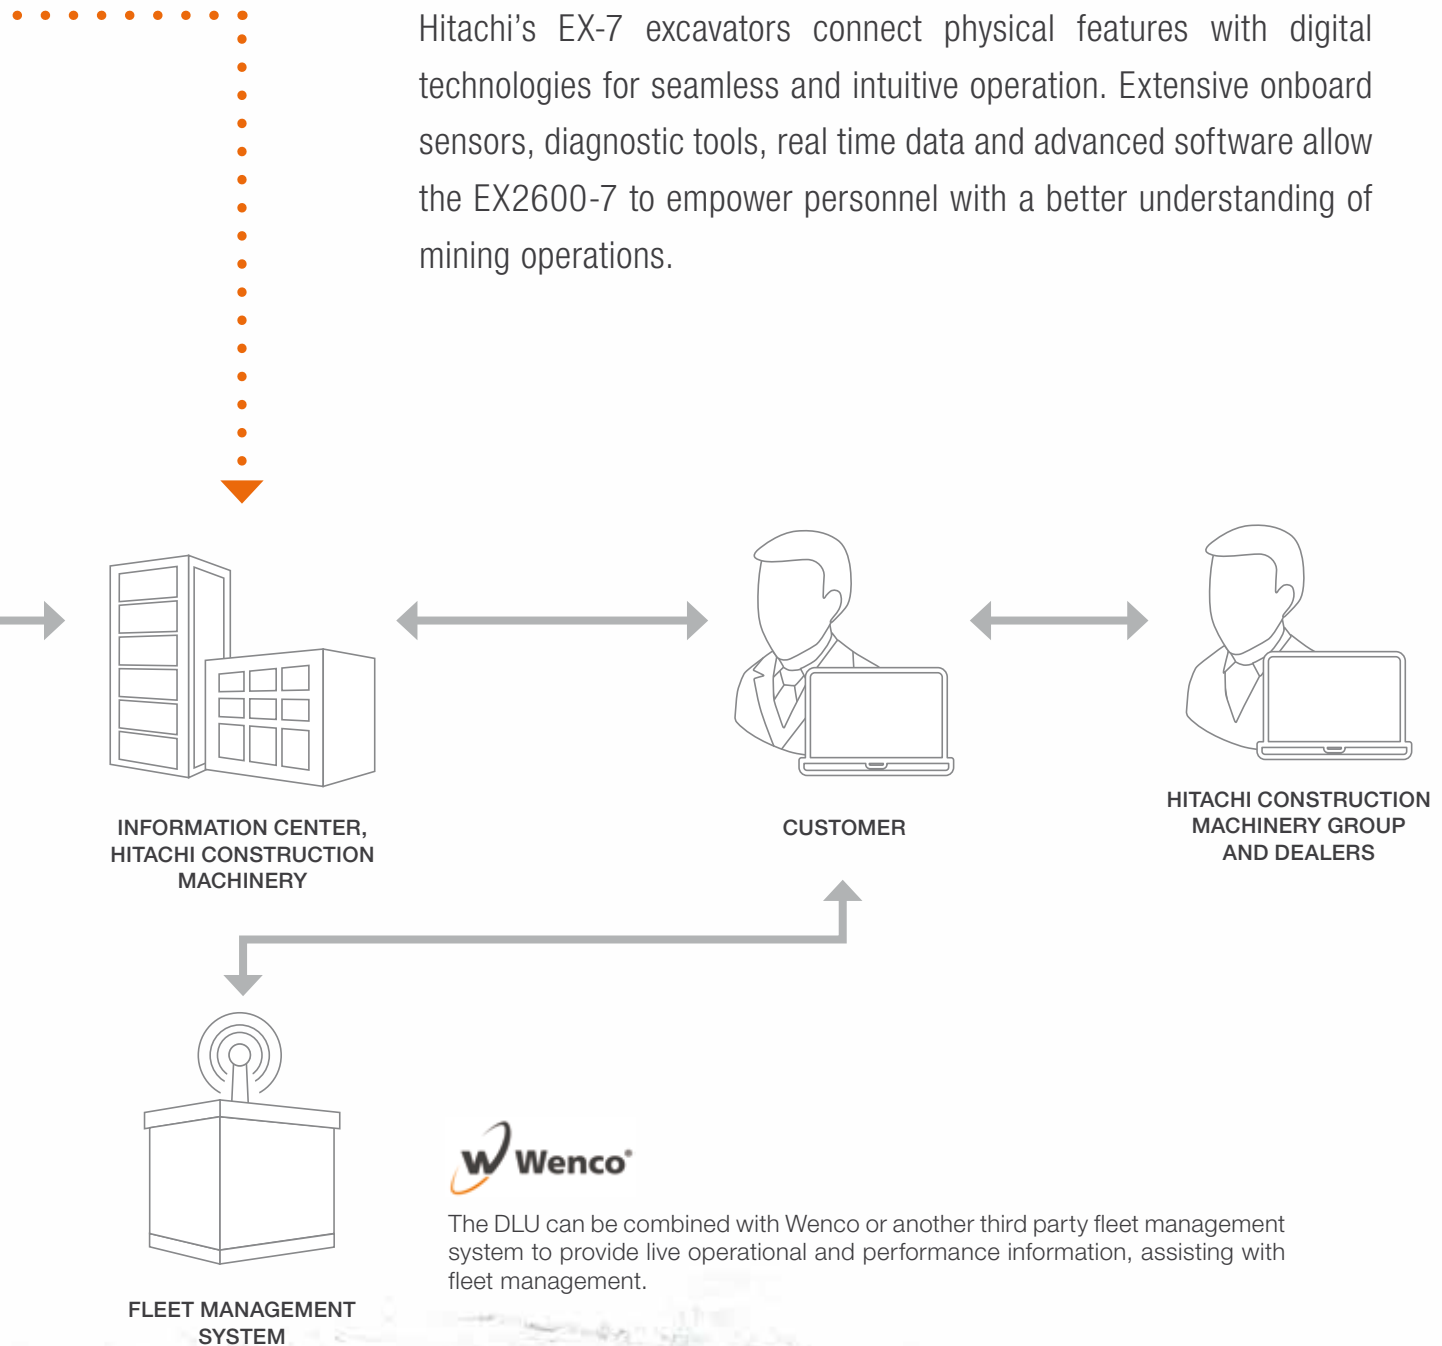 Hitachi’s EX-7 excavators connect physical features with digital
technologies for seamless and intuitive operation. Extensive onboard
sensors, diagnostic tools, real time data and advanced software allow
the EX2600-7 to empower personnel with a better understanding of
mining operations.
INFORMATION CENTER,
HITACHI CONSTRUCTION
MACHINERY
CUSTOMER
HITACHI CONSTRUCTION
MACHINERY GROUP
AND DEALERS
W Wenco®
The DLU can be combined with Wenco or another third party fleet management
system to provide live operational and performance information, assisting with
fleet management.
FLEET MANAGEMENT
SYSTEM